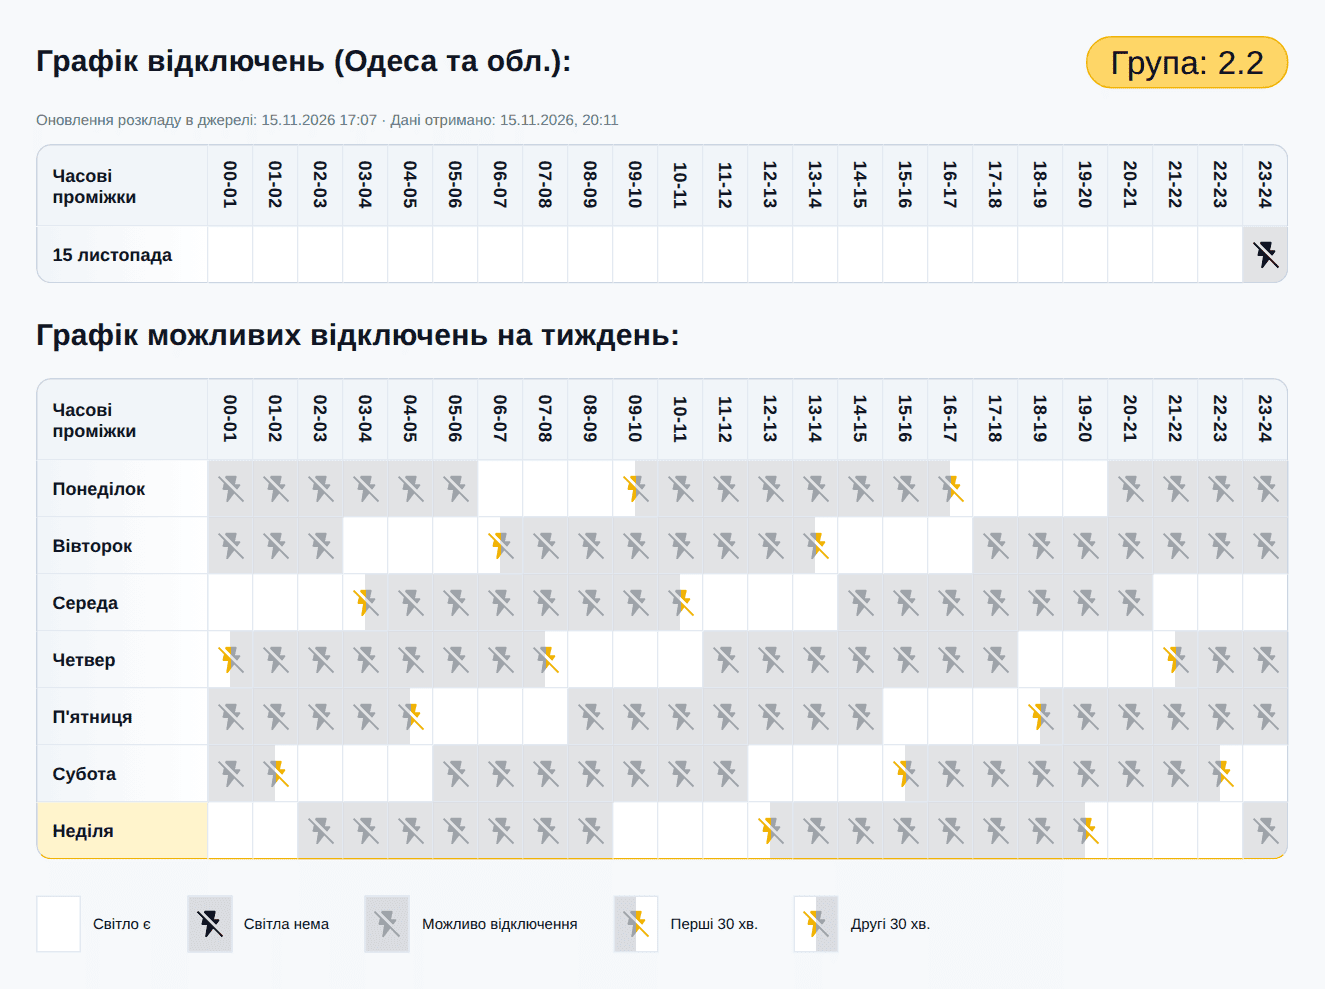 Графік відключень (Одеса та обл.):
Група: 2.2
Оновлення розкладу в джерелі: 15.11.2026 17:07 · Дані отримано: 15.11.2026, 20:11
Часові
проміжки
00-01 01-02 02-03 03-04 04-05 05-06 06-07 07-08 08-09 09-10 10-11 11-12 12-13 13-14 14-15 15-16 16-17 17-18 18-19 19-20 20-21 21-22 22-23 23-24
15 листопада
Графік можливих відключень на тиждень:
Часові
проміжки
00-01 01-02 02-03 03-04 04-05 05-06 06-07 07-08 08-09 09-10 10-11 11-12 12-13 13-14 14-15 15-16 16-17 17-18 18-19 19-20 20-21 21-22 22-23 23-24
Понеділок
Вівторок
Середа
Четвер
П'ятниця
Субота
Неділя
Світло є
Світла нема
Можливо відключення
Перші 30 хв.
Другі 30 хв.